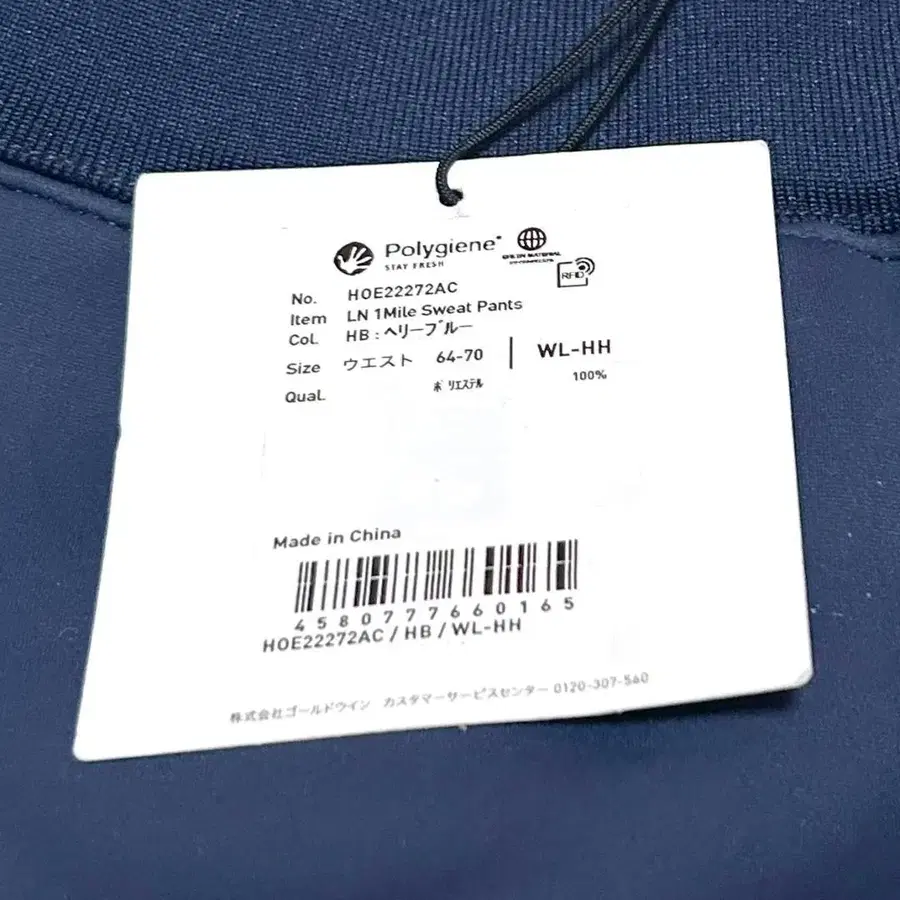 Polygiene®
STAY FRESH
RFID
No. HOE22272AC
Item LN 1Mile Sweat Pants
Col. HB : ヘリーブルー
Size ウエスト 64-70 | WL-HH
Qual. ポリエステル 100%
Made in China
4580777660165
HOE22272AC / HB / WL-HH
株式会社ゴールドウイン カスタマーサービスセンター 0120-307-560